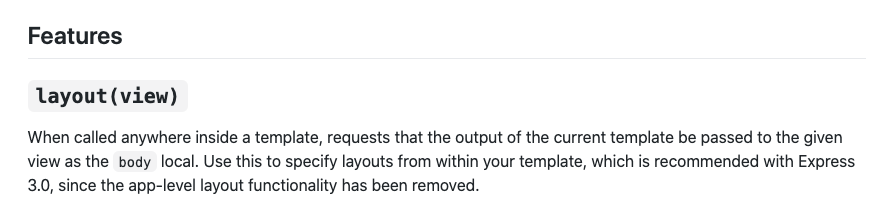 Features
layout(view)
When called anywhere inside a template, requests that the output of the current template be passed to the given
view as the body local. Use this to specify layouts from within your template, which is recommended with Express
3.0, since the app-level layout functionality has been removed.